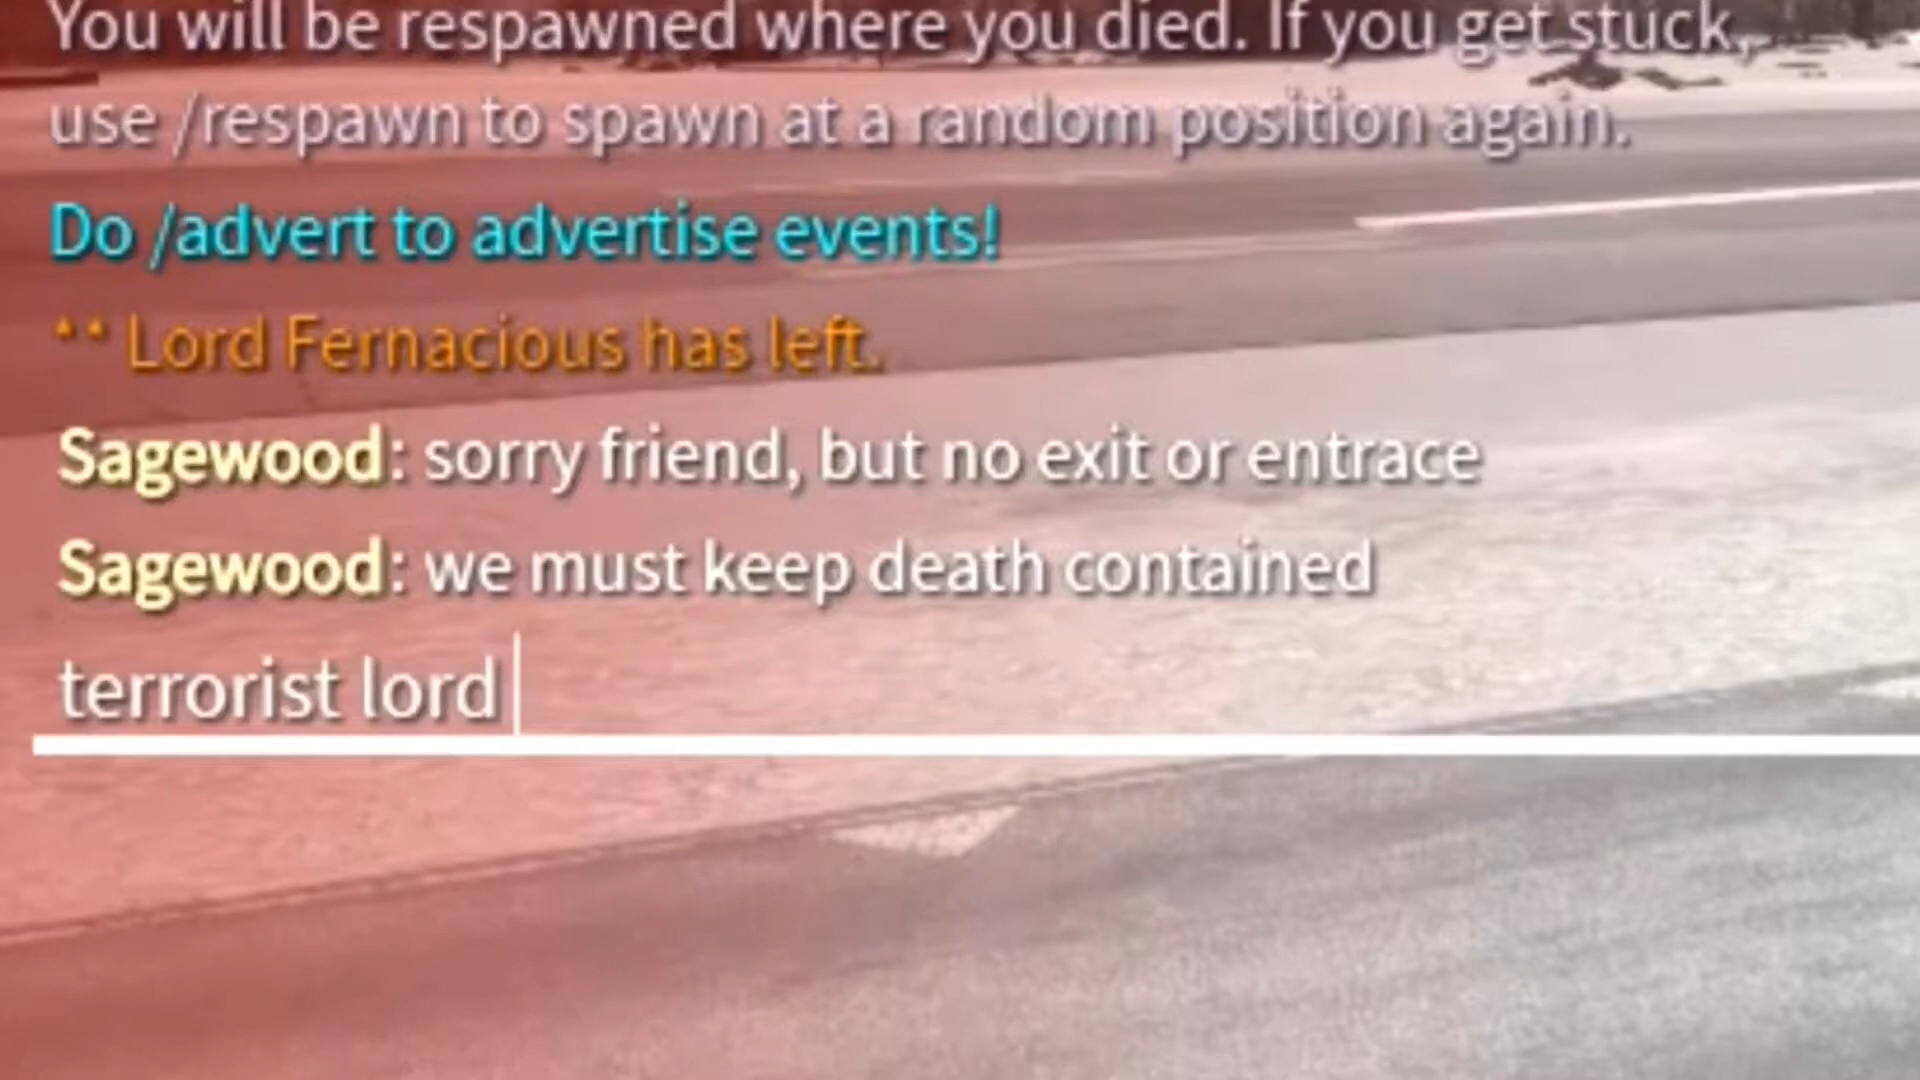 You will be respawned where you died. If you get stuck,
use /respawn to spawn at a random position again.
Do /advert to advertise events!
** Lord Fernacious has left.
Sagewood: sorry friend, but no exit or entrace
Sagewood: we must keep death contained
terrorist lord